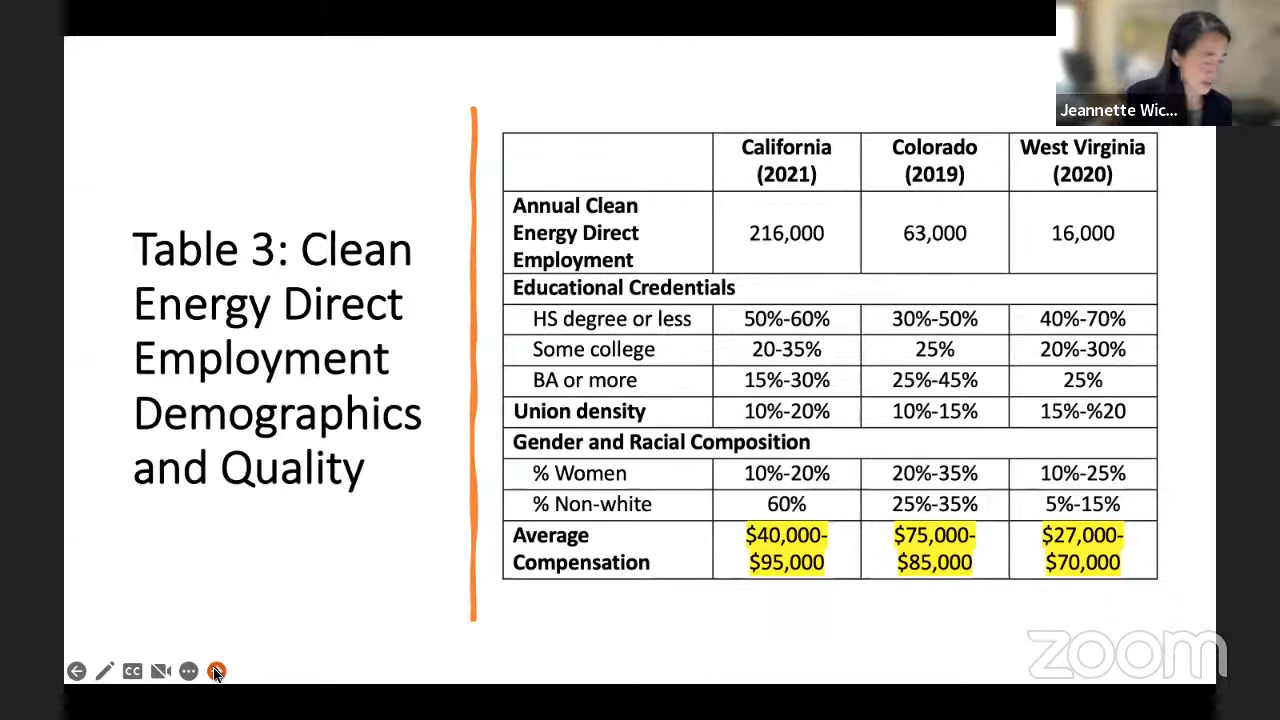 Jeannette Wic...
Table 3: Clean
Energy Direct
Employment
Demographics
and Quality
California
(2021)
Colorado
(2019)
West Virginia
(2020)
Annual Clean
Energy Direct
Employment
216,000
63,000
16,000
Educational Credentials
HS degree or less 50%-60% 30%-50% 40%-70%
Some college 20-35% 25% 20%-30%
BA or more 15%-30% 25%-45% 25%
Union density 10%-20% 10%-15% 15%-%20
Gender and Racial Composition
% Women 10%-20% 20%-35% 10%-25%
% Non-white 60% 25%-35% 5%-15%
Average
Compensation
$40,000-
$95,000
$75,000-
$85,000
$27,000-
$70,000
CC
zoom